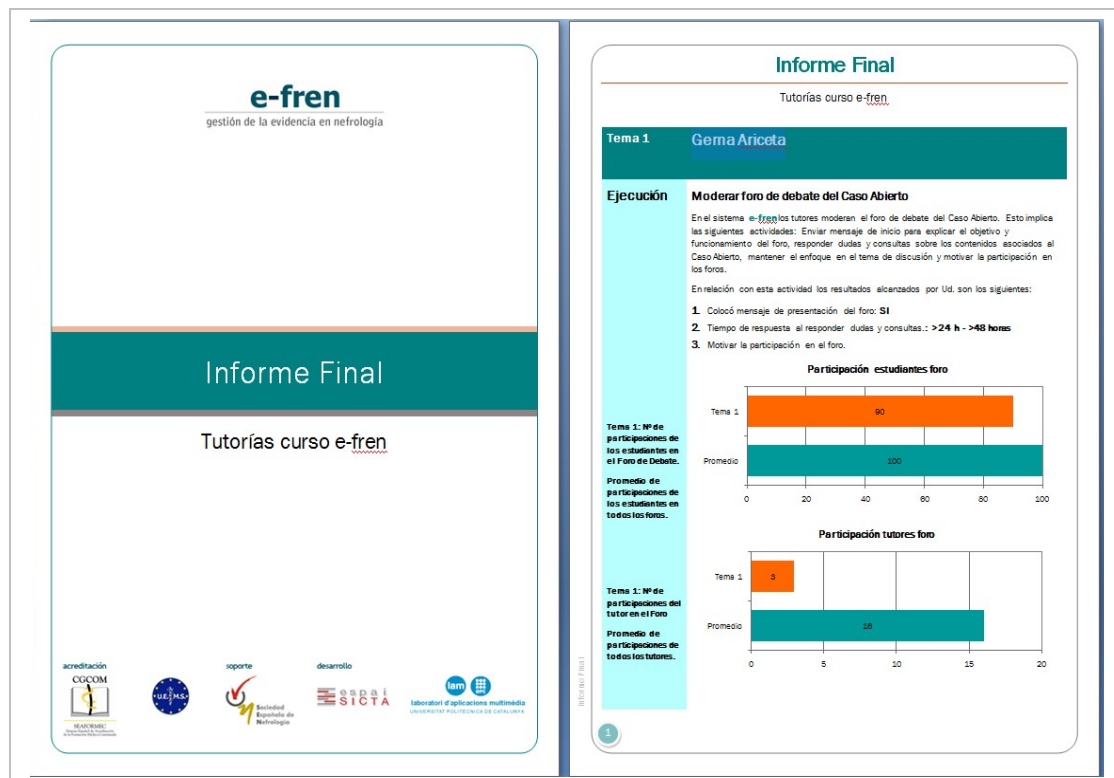 e-fren
gestión de la evidencia en nefrología
Informe Final
Tutorías curso e-fren
acreditación
soporte
desarrollo
CGCOM
SEAFORMEC
U.E.M.S.
Sociedad
Española de
Nefrología
espai
SICTA
lam
laboratori d'aplicacions multimèdia
UNIVERSITAT POLITÈCNICA DE CATALUNYA
Informe Final
Tutorías curso e-fren
Tema 1
Gema Ariceta
Ejecución
Moderar foro de debate del Caso Abierto
En el sistema e-fren los tutores moderan el foro de debate del Caso Abierto. Esto implica
las siguientes actividades: Enviar mensaje de inicio para explicar el objetivo y
funcionamiento del foro, responder dudas y consultas sobre los contenidos asociados al
Caso Abierto, mantener el enfoque en el tema de discusión y motivar la participación en
los foros.
En relación con esta actividad los resultados alcanzados por Ud. son los siguientes:
1. Colocó mensaje de presentación del foro: SI
2. Tiempo de respuesta al responder dudas y consultas.: >24 h - >48 horas
3. Motivar la participación en el foro.
Tema 1: Nº de
participaciones de
los estudiantes en
el Foro de Debate.
Promedio de
participaciones de
los estudiantes en
todos los foros.
Participación estudiantes foro
Tema 1
90
Promedio
100
0 20 40 60 80 100
Tema 1: Nº de
participaciones del
tutor en el Foro
Promedio de
participaciones de
todos los tutores.
Participación tutores foro
Tema 1
3
Promedio
16
0 5 10 15 20
Informe Final
1